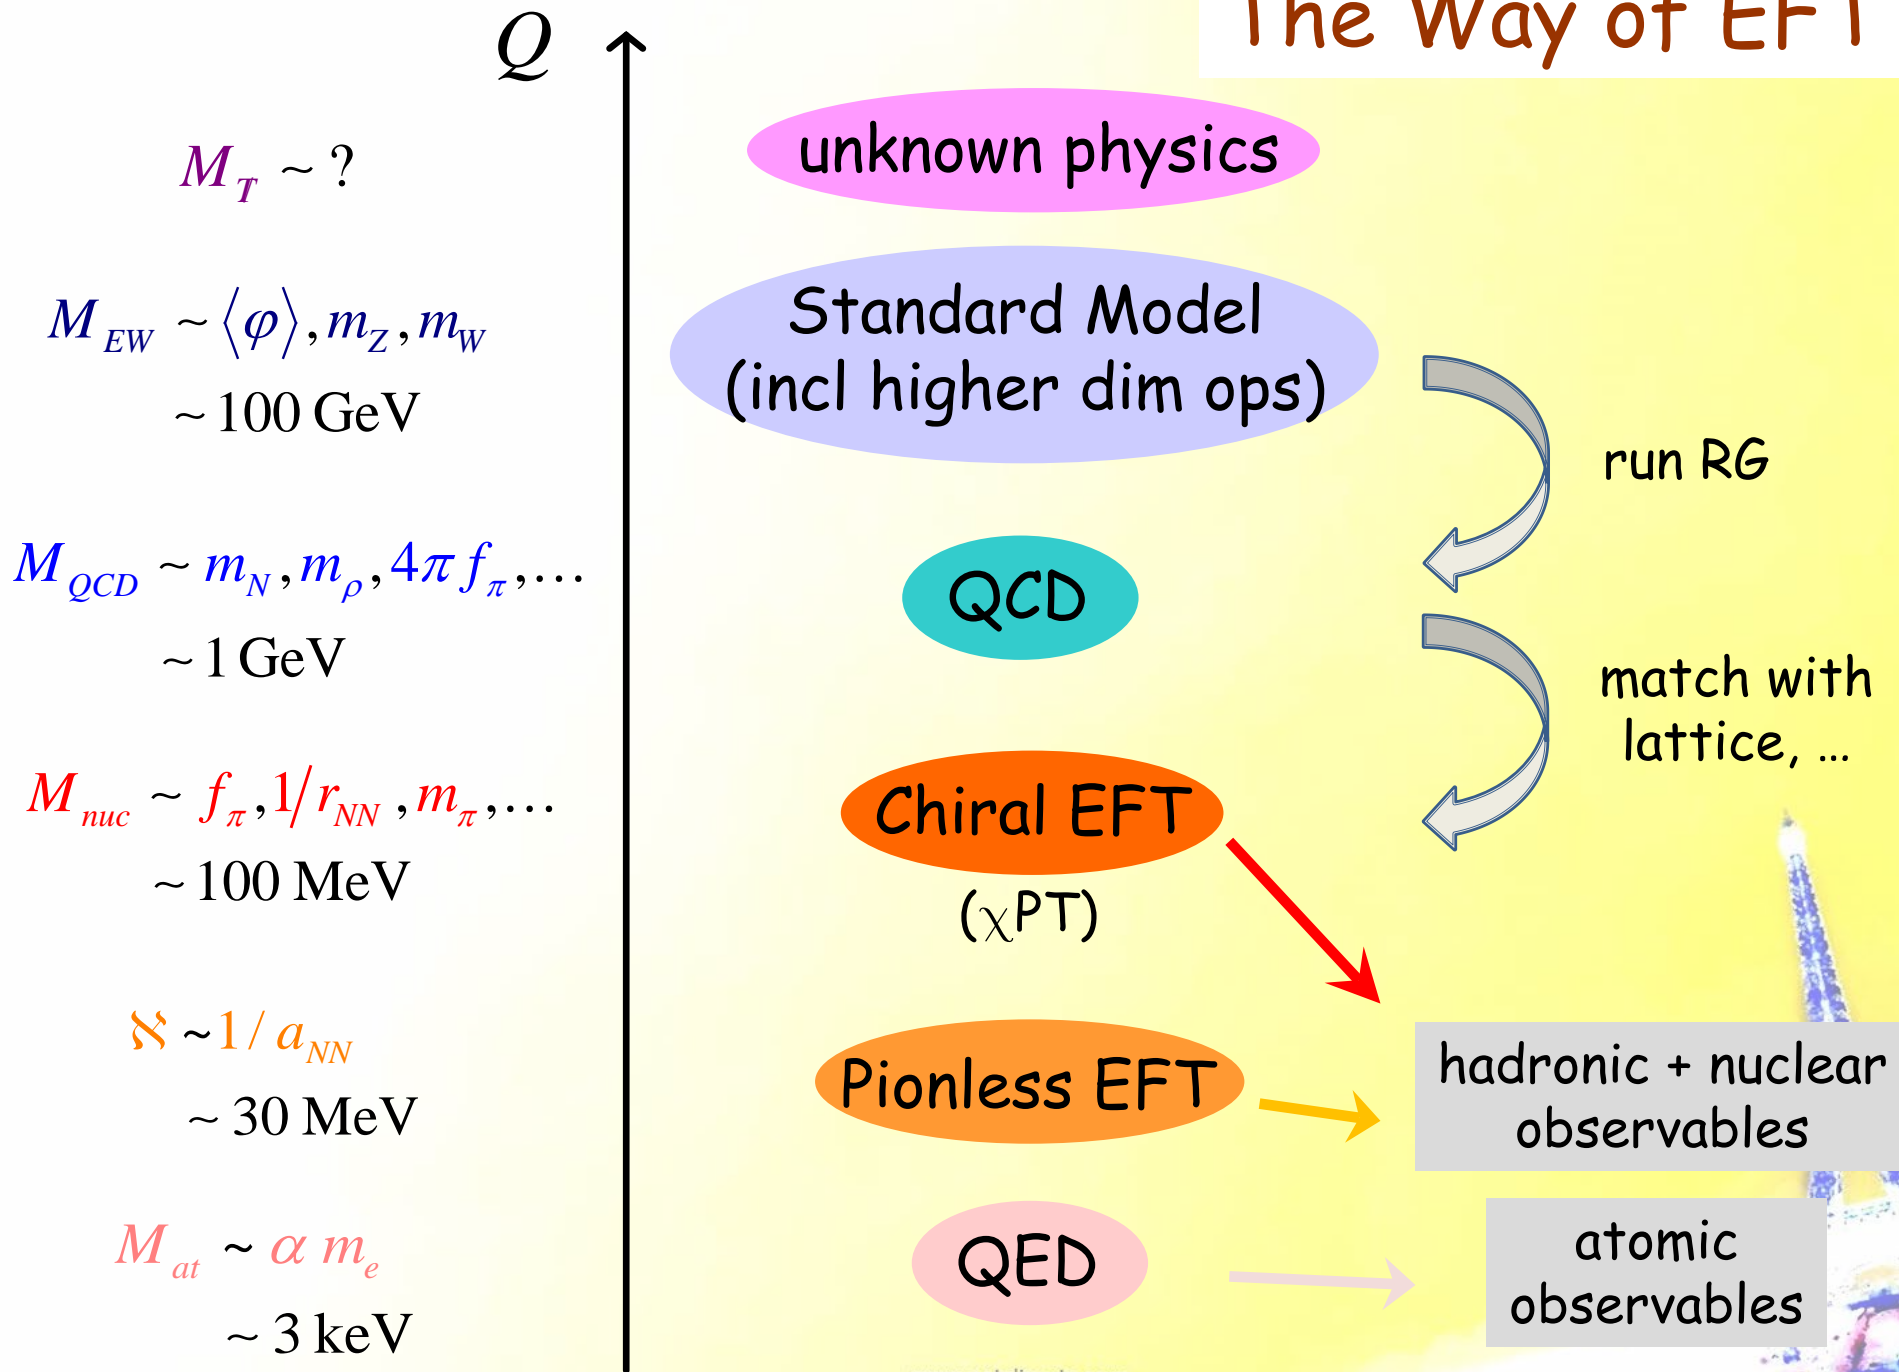 The Way of EFT
Q
M_T ~ ?
unknown physics
M_EW ~ ⟨φ⟩, m_Z, m_W
~ 100 GeV
Standard Model
(incl higher dim ops)
run RG
M_QCD ~ m_N, m_ρ, 4π f_π, …
~ 1 GeV
QCD
match with
lattice, …
M_nuc ~ f_π, 1/r_NN, m_π, …
~ 100 MeV
Chiral EFT
(χPT)
ℵ ~ 1/a_NN
~ 30 MeV
Pionless EFT
hadronic + nuclear
observables
M_at ~ α m_e
~ 3 keV
QED
atomic
observables